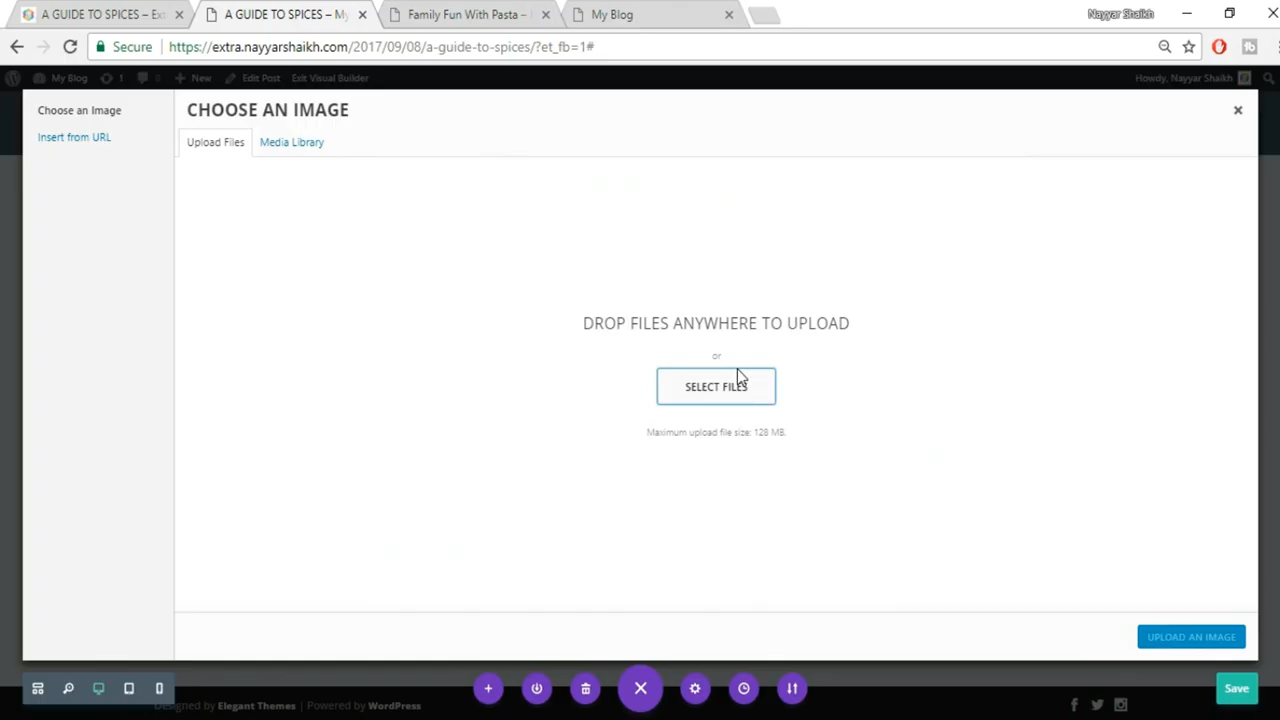 A GUIDE TO SPICES – Ex
A GUIDE TO SPICES – My
Family Fun With Pasta –
My Blog
Nayyar Shaikh
Secure
https://extra.nayyarshaikh.com/2017/09/08/a-guide-to-spices/?et_fb=1#
My Blog
1
0
New
Edit Post
Exit Visual Builder
Howdy, Nayyar Shaikh
Choose an Image
Insert from URL
CHOOSE AN IMAGE
Upload Files
Media Library
DROP FILES ANYWHERE TO UPLOAD
or
SELECT FILES
Maximum upload file size: 128 MB.
UPLOAD AN IMAGE
Save
Designed by Elegant Themes | Powered by WordPress